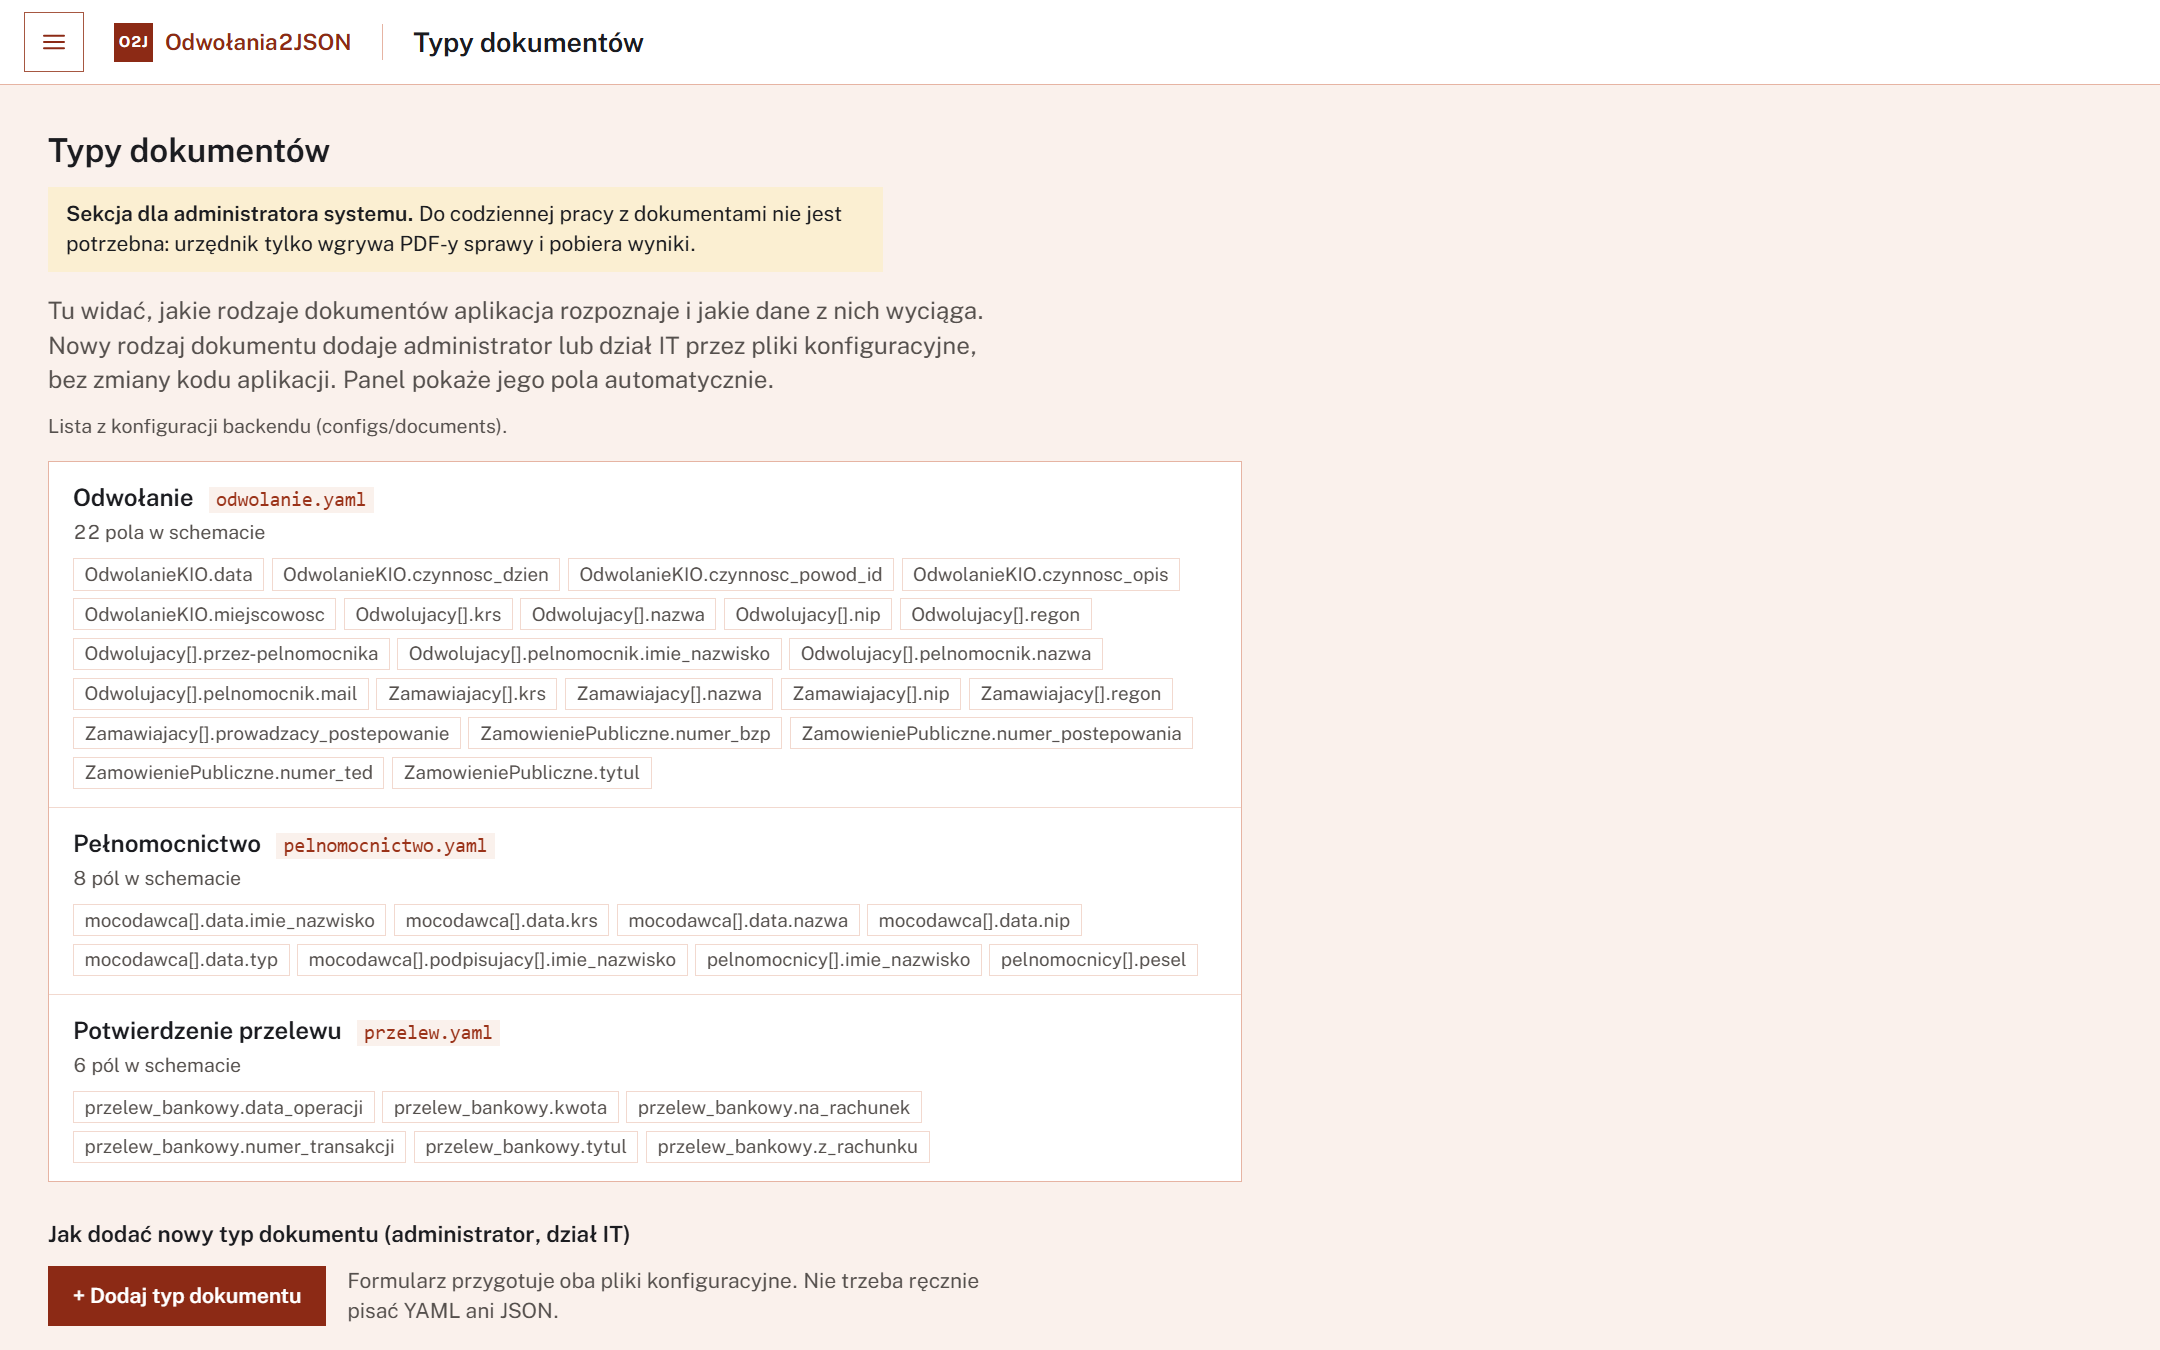 O2J Odwołania2JSON Typy dokumentów
Typy dokumentów
Sekcja dla administratora systemu. Do codziennej pracy z dokumentami nie jest
potrzebna: urzędnik tylko wgrywa PDF-y sprawy i pobiera wyniki.
Tu widać, jakie rodzaje dokumentów aplikacja rozpoznaje i jakie dane z nich wyciąga.
Nowy rodzaj dokumentu dodaje administrator lub dział IT przez pliki konfiguracyjne,
bez zmiany kodu aplikacji. Panel pokaże jego pola automatycznie.
Lista z konfiguracji backendu (configs/documents).
Odwołanie odwolanie.yaml
22 pola w schemacie
OdwolanieKIO.data OdwolanieKIO.czynnosc_dzien OdwolanieKIO.czynnosc_powod_id OdwolanieKIO.czynnosc_opis
OdwolanieKIO.miejscowosc Odwolujacy[].krs Odwolujacy[].nazwa Odwolujacy[].nip Odwolujacy[].regon
Odwolujacy[].przez-pelnomocnika Odwolujacy[].pelnomocnik.imie_nazwisko Odwolujacy[].pelnomocnik.nazwa
Odwolujacy[].pelnomocnik.mail Zamawiajacy[].krs Zamawiajacy[].nazwa Zamawiajacy[].nip Zamawiajacy[].regon
Zamawiajacy[].prowadzacy_postepowanie ZamowieniePubliczne.numer_bzp ZamowieniePubliczne.numer_postepowania
ZamowieniePubliczne.numer_ted ZamowieniePubliczne.tytul
Pełnomocnictwo pelnomocnictwo.yaml
8 pól w schemacie
mocodawca[].data.imie_nazwisko mocodawca[].data.krs mocodawca[].data.nazwa mocodawca[].data.nip
mocodawca[].data.typ mocodawca[].podpisujacy[].imie_nazwisko pelnomocnicy[].imie_nazwisko pelnomocnicy[].pesel
Potwierdzenie przelewu przelew.yaml
6 pól w schemacie
przelew_bankowy.data_operacji przelew_bankowy.kwota przelew_bankowy.na_rachunek
przelew_bankowy.numer_transakcji przelew_bankowy.tytul przelew_bankowy.z_rachunku
Jak dodać nowy typ dokumentu (administrator, dział IT)
+ Dodaj typ dokumentu
Formularz przygotuje oba pliki konfiguracyjne. Nie trzeba ręcznie
pisać YAML ani JSON.